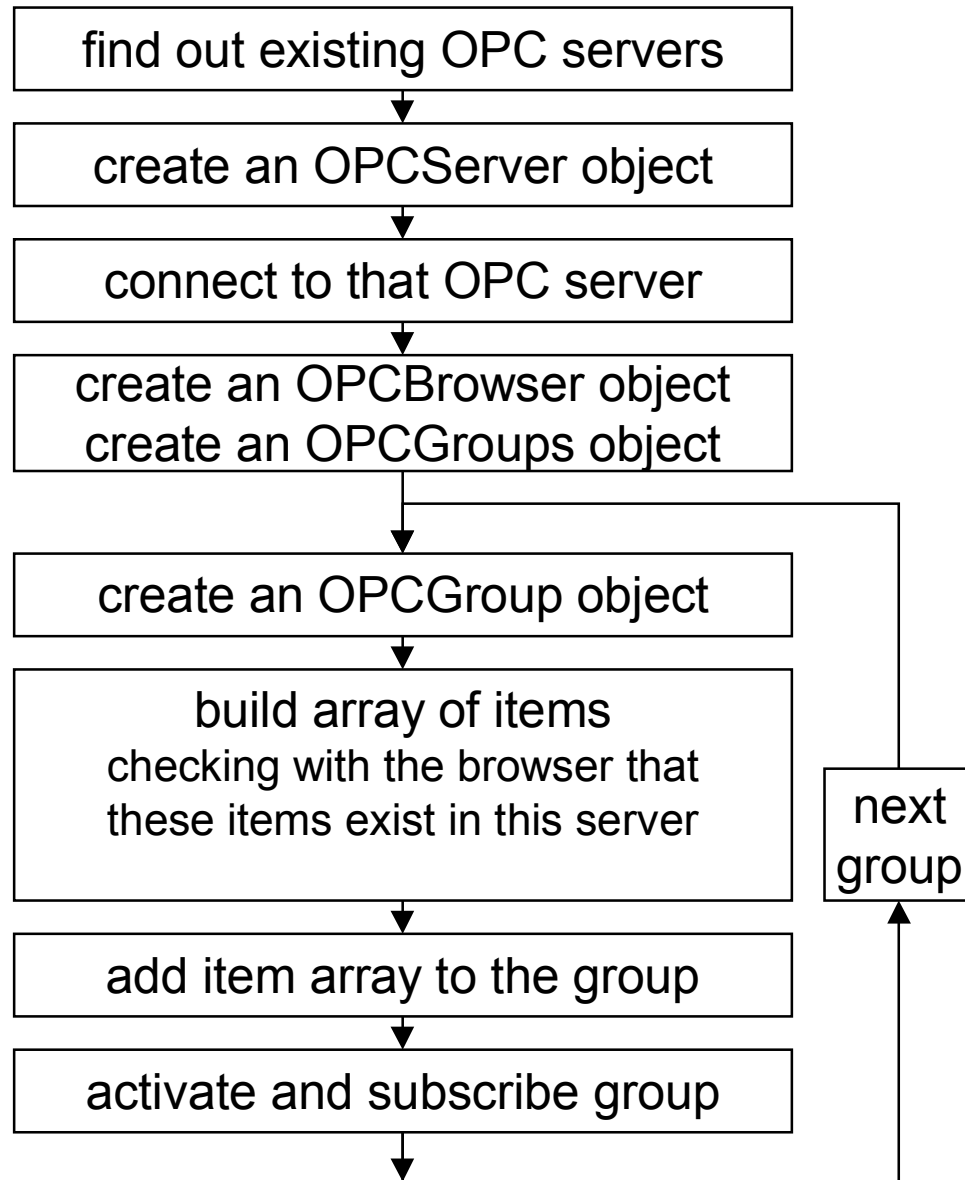 find out existing OPC servers
create an OPCServer object
connect to that OPC server
create an OPCBrowser object
create an OPCGroups object
create an OPCGroup object
build array of items
checking with the browser that
these items exist in this server
next
group
add item array to the group
activate and subscribe group